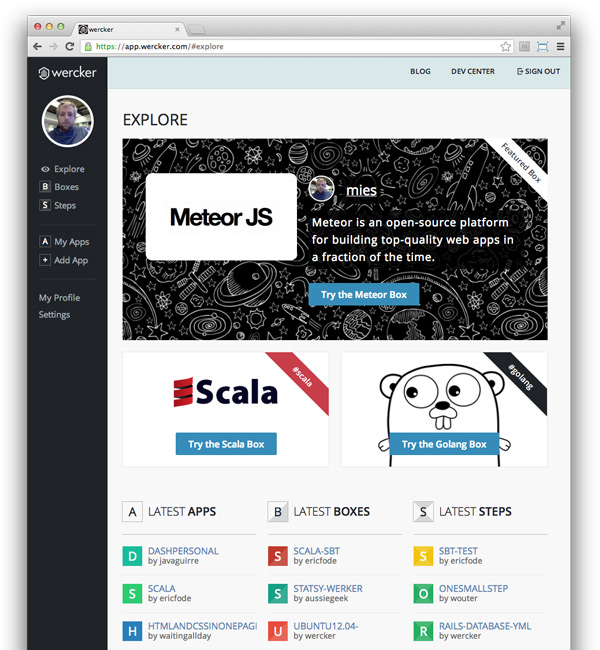 wercker
https://app.wercker.com/#explore
wercker
BLOG
DEV CENTER
SIGN OUT
Explore
B Boxes
S Steps
A My Apps
+ Add App
My Profile
Settings
EXPLORE
Featured Box
Meteor JS
mies
Meteor is an open-source platform
for building top-quality web apps in
a fraction of the time.
Try the Meteor Box
Scala
#scala
Try the Scala Box
#golang
Try the Golang Box
A LATEST APPS
D DASHPERSONAL
by javaguirre
S SCALA
by ericfode
H HTMLANDCSSINONEPAGE
by waitingallday
B LATEST BOXES
S SCALA-SBT
by ericfode
S STATSY-WERKER
by aussiegeek
U UBUNTU12.04-
by wercker
S LATEST STEPS
S SBT-TEST
by ericfode
O ONESMALLSTEP
by wouter
R RAILS-DATABASE-YML
by wercker